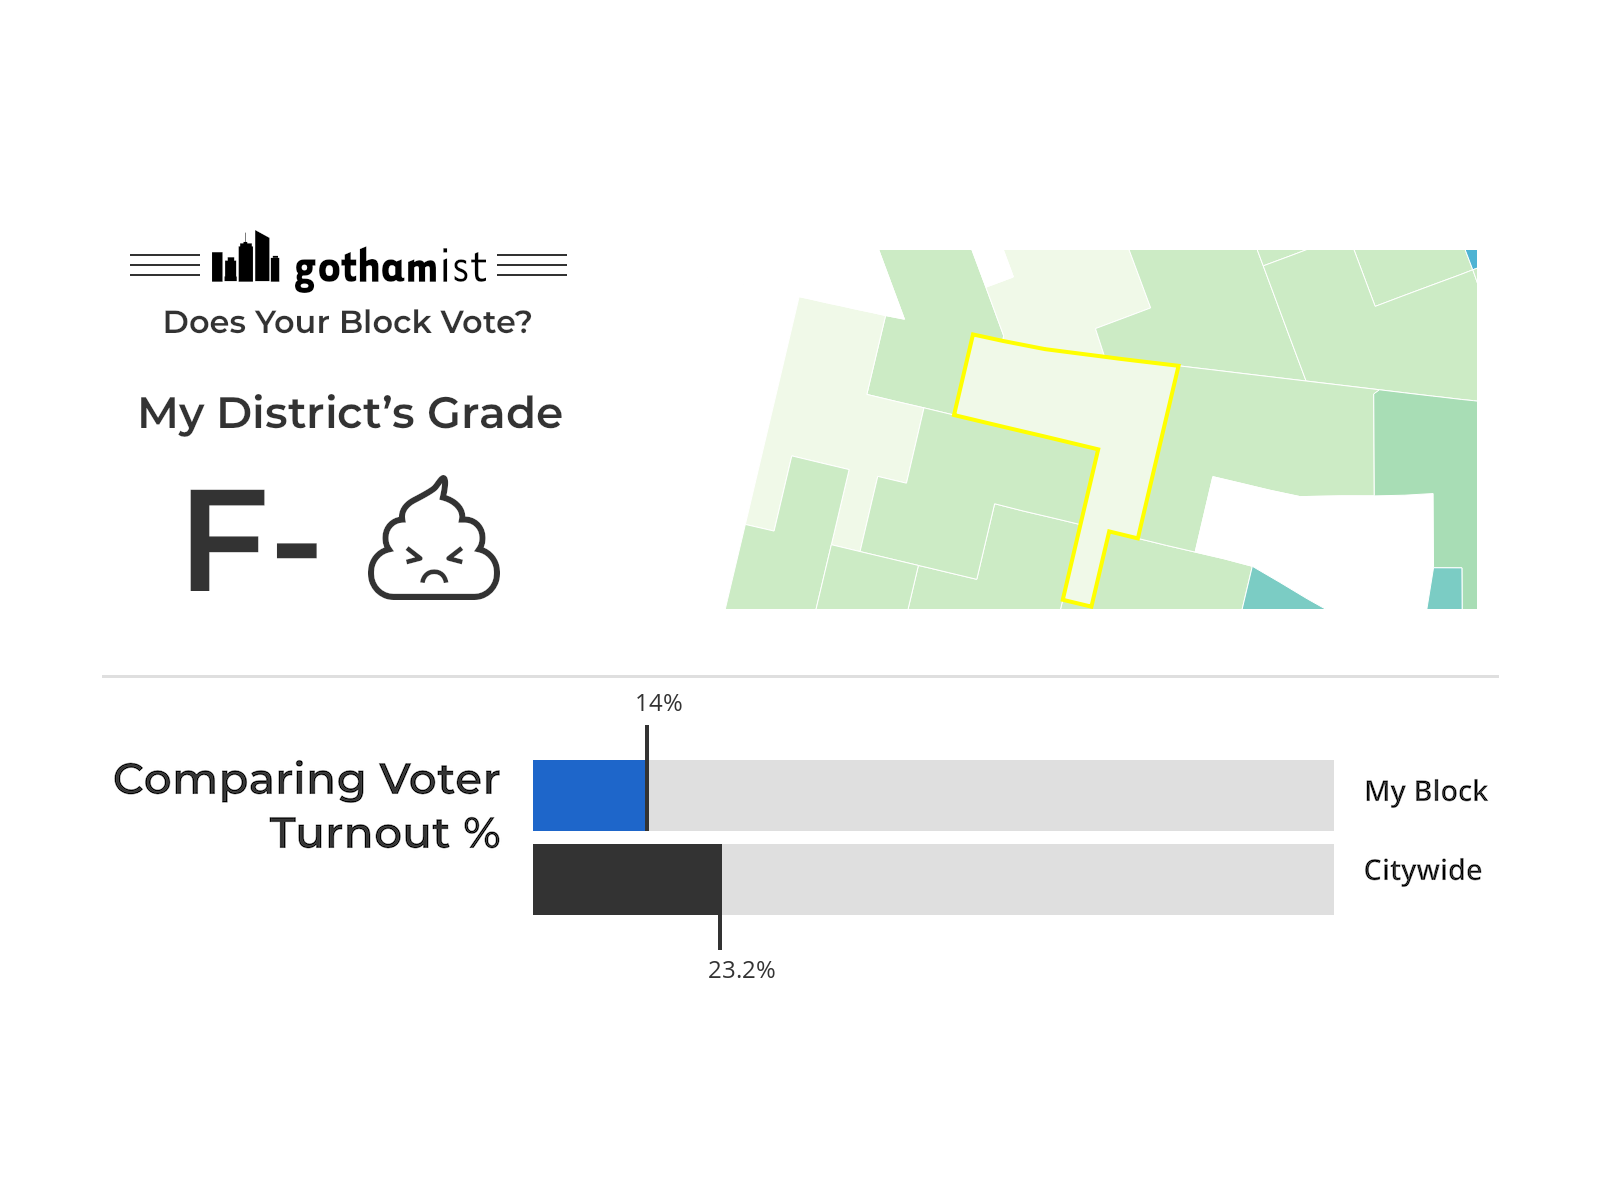 gothamist
Does Your Block Vote?
My District’s Grade
F-
14%
Comparing Voter
Turnout %
My Block
Citywide
23.2%